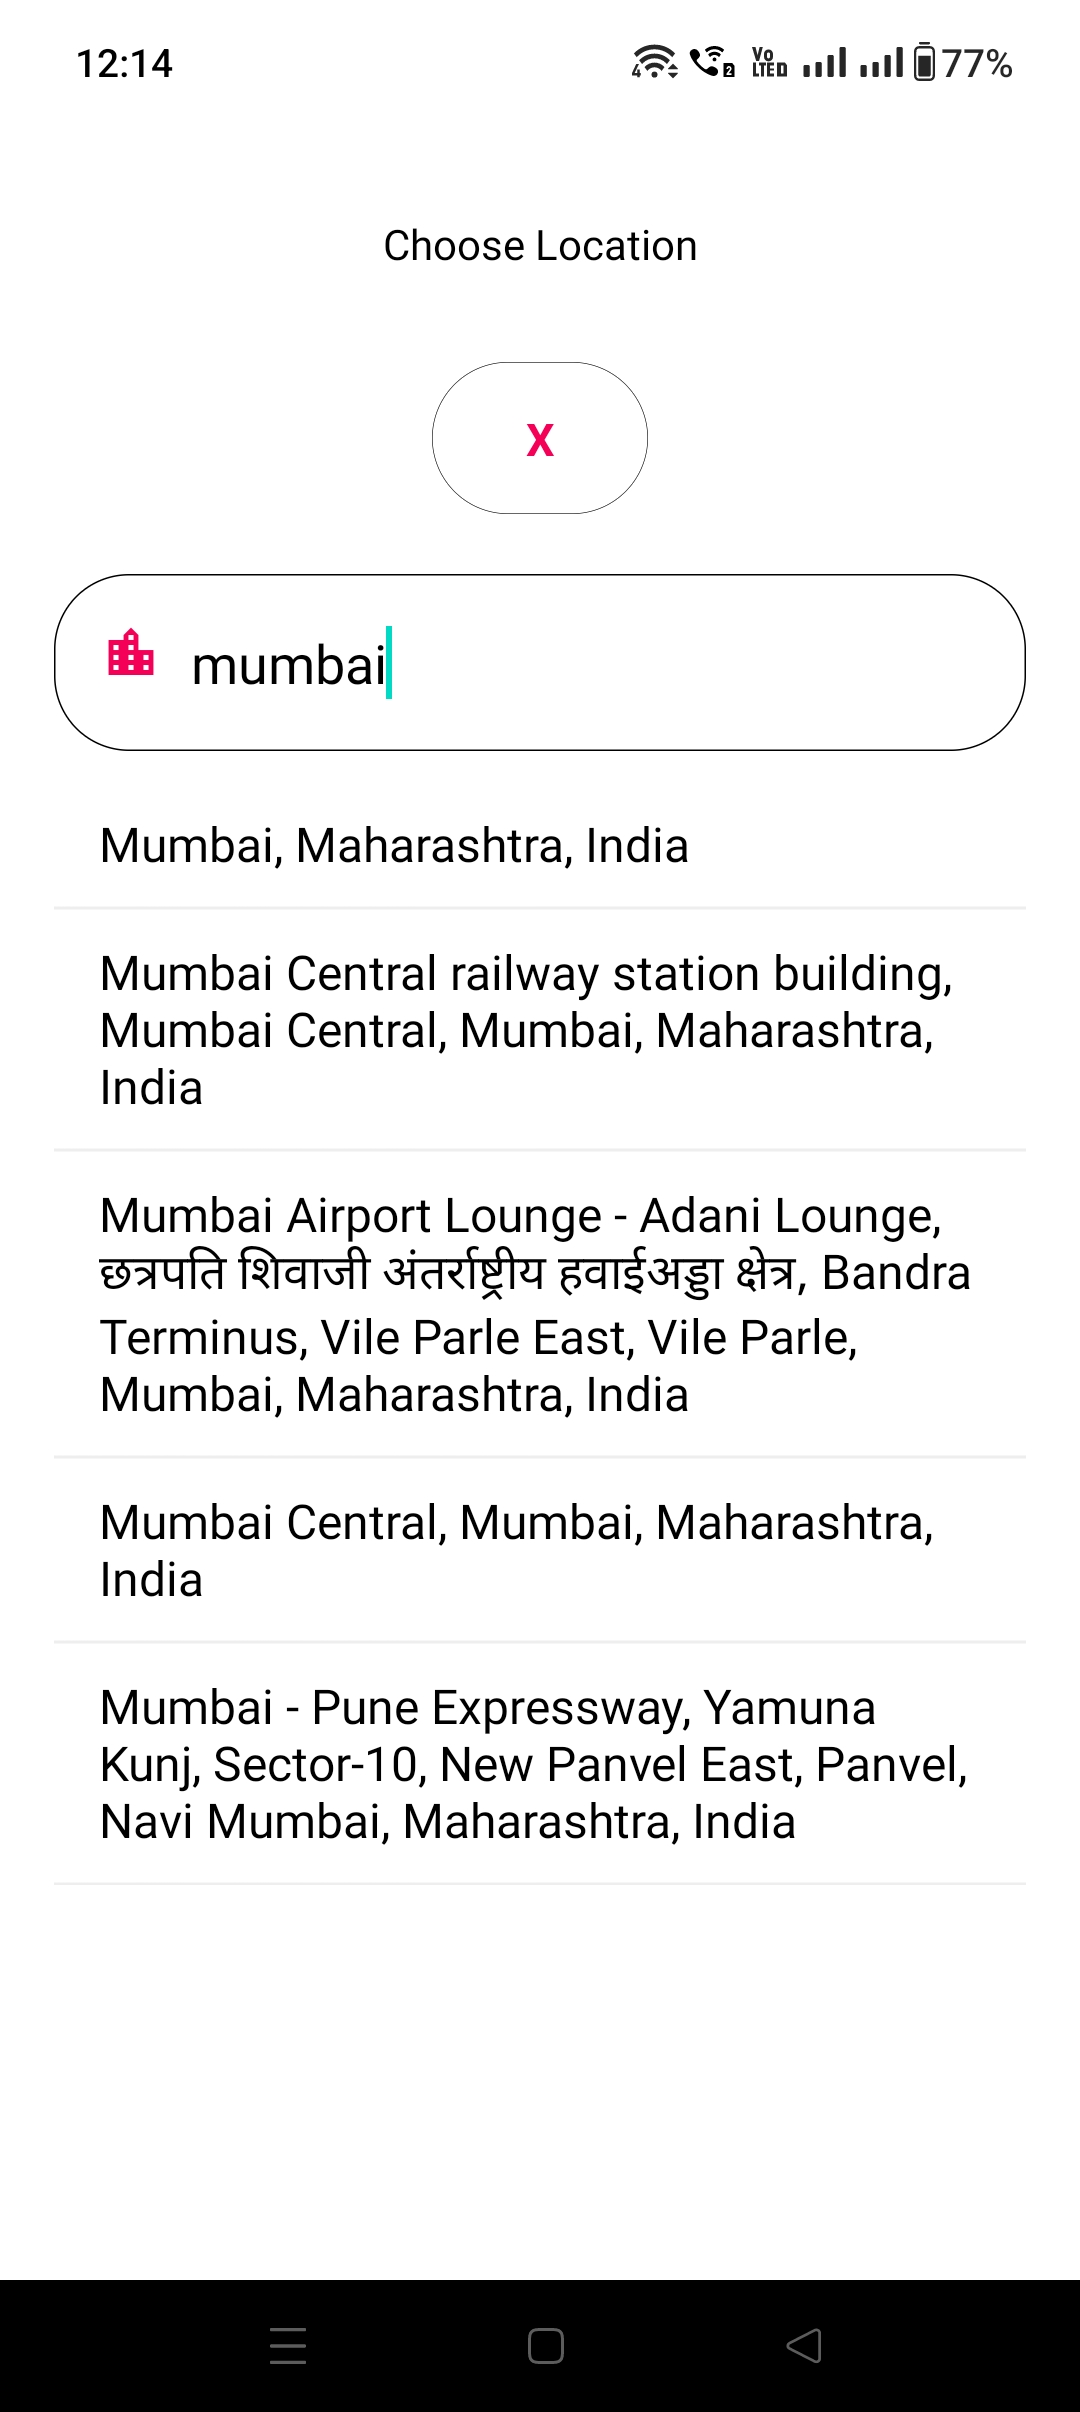 12:14
4 2 Vo LTED 77%
Choose Location
X
mumbai
Mumbai, Maharashtra, India
Mumbai Central railway station building,
Mumbai Central, Mumbai, Maharashtra,
India
Mumbai Airport Lounge - Adani Lounge,
छत्रपति शिवाजी अंतर्राष्ट्रीय हवाईअड्डा क्षेत्र, Bandra
Terminus, Vile Parle East, Vile Parle,
Mumbai, Maharashtra, India
Mumbai Central, Mumbai, Maharashtra,
India
Mumbai - Pune Expressway, Yamuna
Kunj, Sector-10, New Panvel East, Panvel,
Navi Mumbai, Maharashtra, India